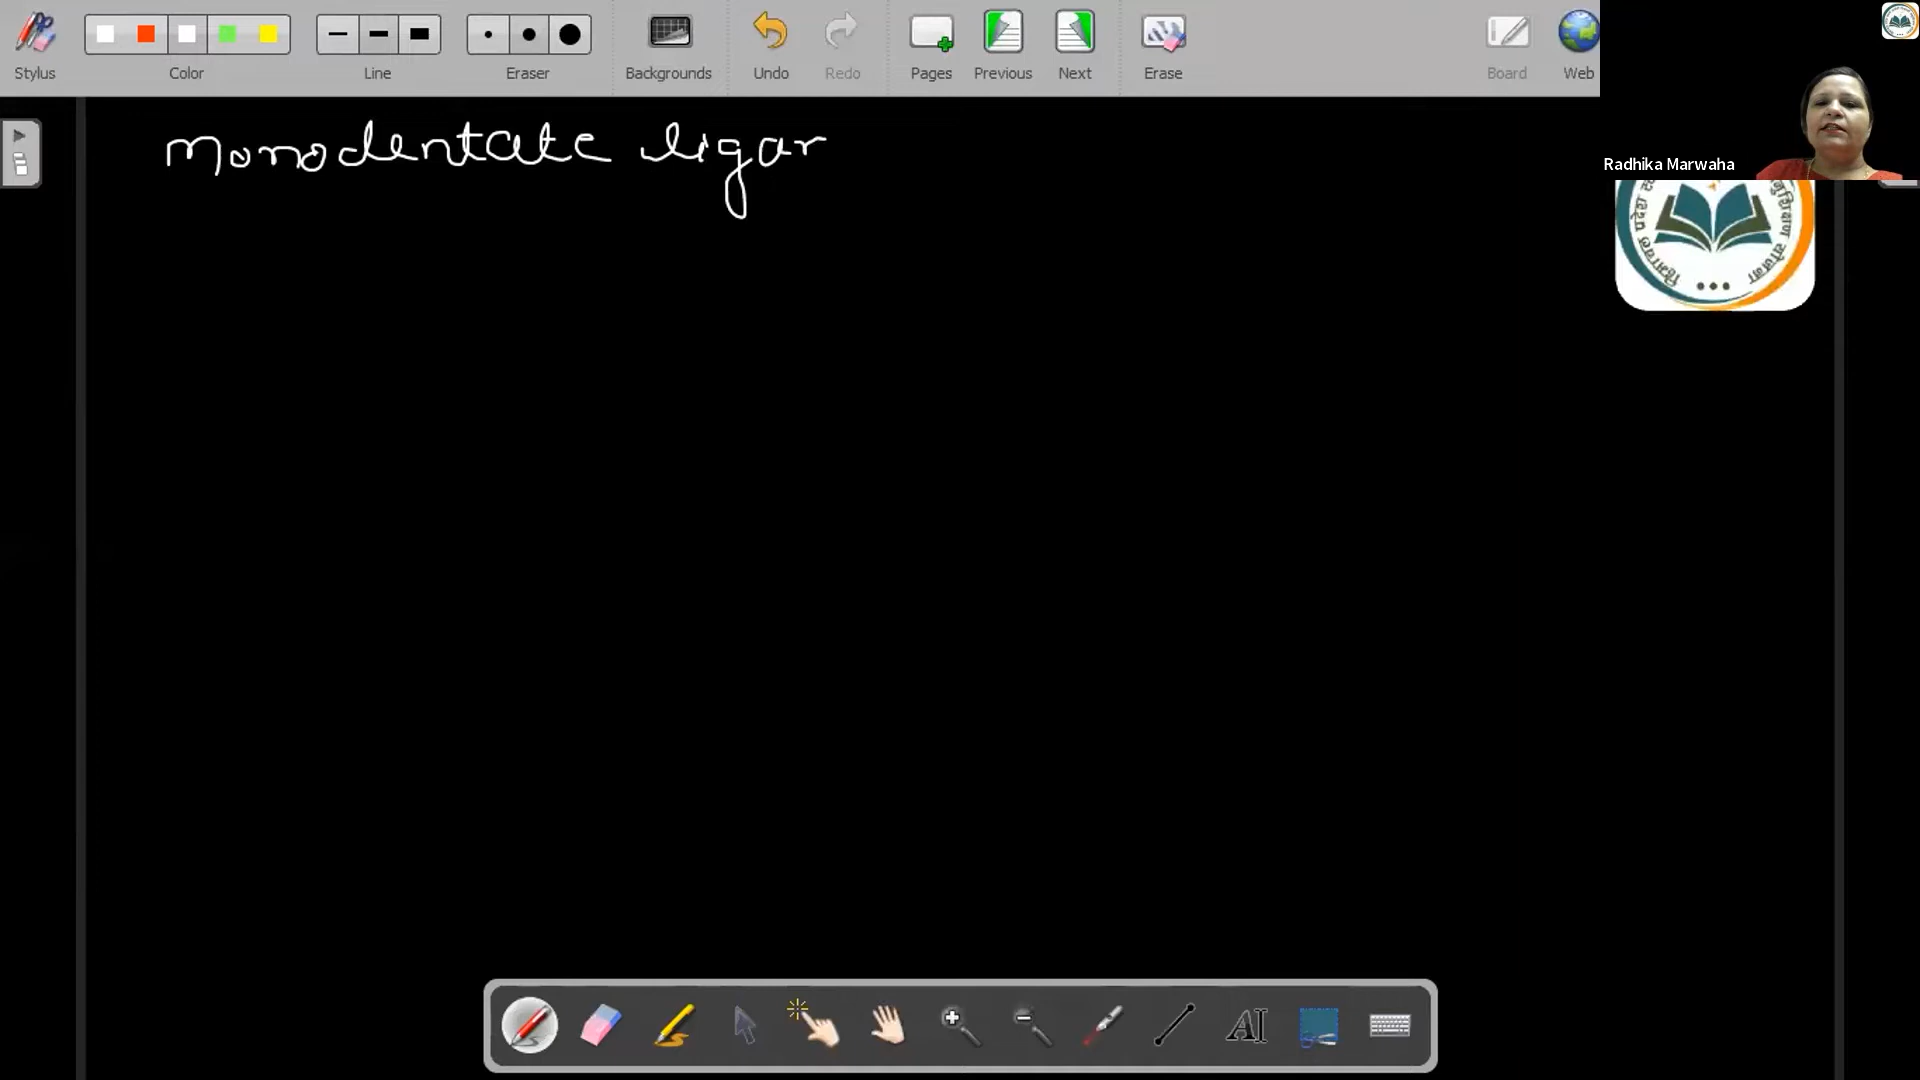 Stylus Color Line Eraser Backgrounds Undo Redo Pages Previous Next Erase Board Web
Radhika Marwaha
monodentate ligar